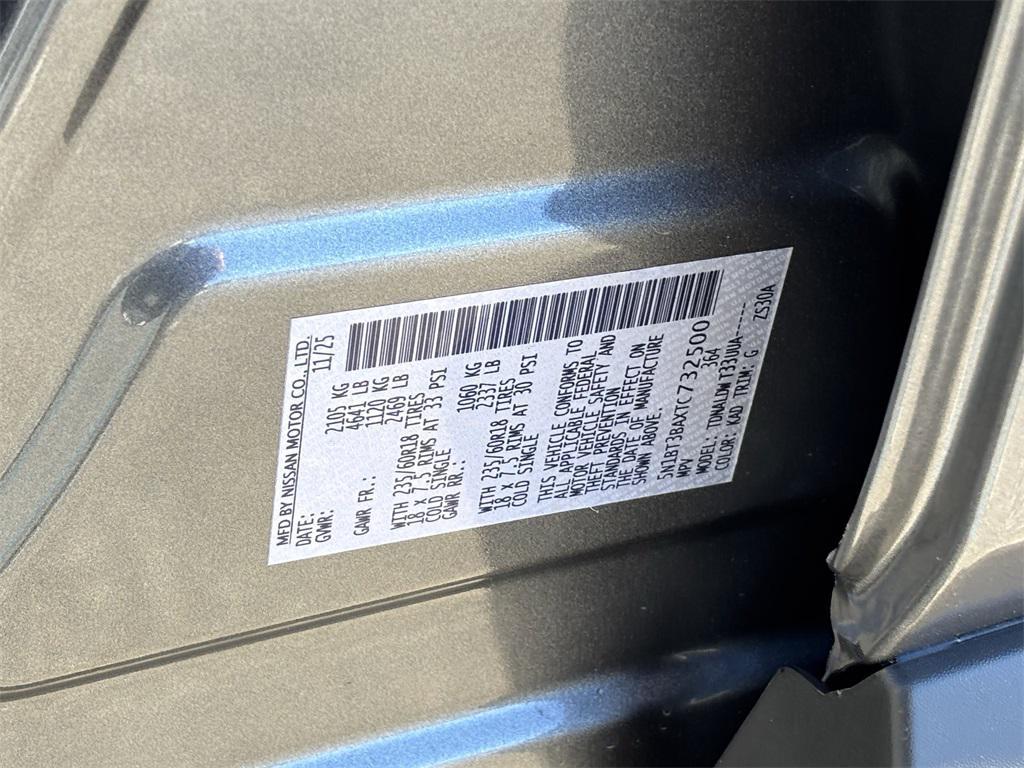 MFD BY NISSAN MOTOR CO., LTD.
DATE: 11/25
GVWR: 2105 KG
4641 LB
GAWR FR.: 1120 KG
2469 LB
WITH 235/60R18 TIRES
18 X 7.5 RIMS AT 33 PSI
COLD SINGLE
GAWR RR.: 1060 KG
2337 LB
WITH 235/60R18 TIRES
18 X 7.5 RIMS AT 30 PSI
COLD SINGLE
THIS VEHICLE CONFORMS TO
ALL APPLICABLE FEDERAL
MOTOR VEHICLE SAFETY AND
THEFT PREVENTION
STANDARDS IN EFFECT ON
THE DATE OF MANUFACTURE
SHOWN ABOVE.
5N1BT3BAXTC732500
MPV 364
MODEL: TUNALDW T33UUA------
COLOR: KAD TRIM: G ZS30A